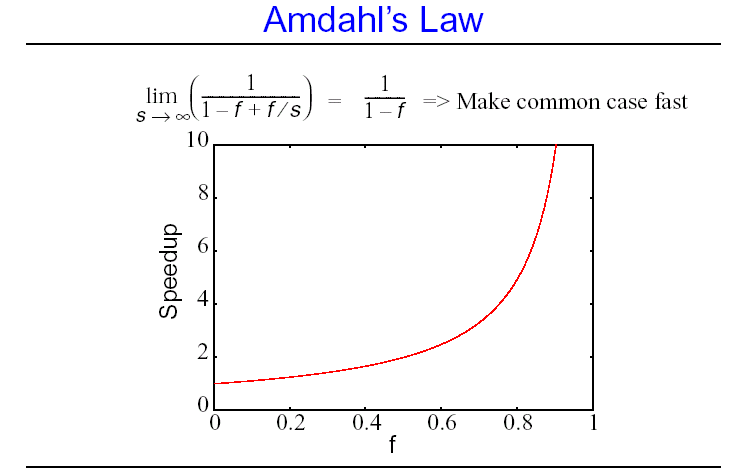 Amdahl's Law
lim s → ∞ ( 1 / 1 – f + f / s ) = 1 / 1 – f => Make common case fast
10
8
6
4
2
0
Speedup
0 0.2 0.4 0.6 0.8 1
f